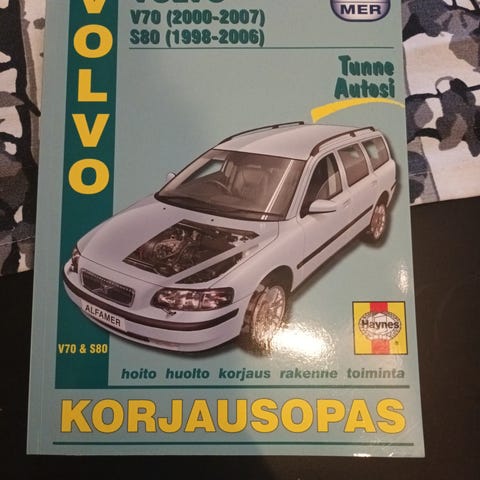 VOLVO
V70 (2000-2007)
S80 (1998-2006)
MER
Tunne
Autosi
ALFAMER
V70 & S80
Haynes
hoito huolto korjaus rakenne toiminta
KORJAUSOPAS